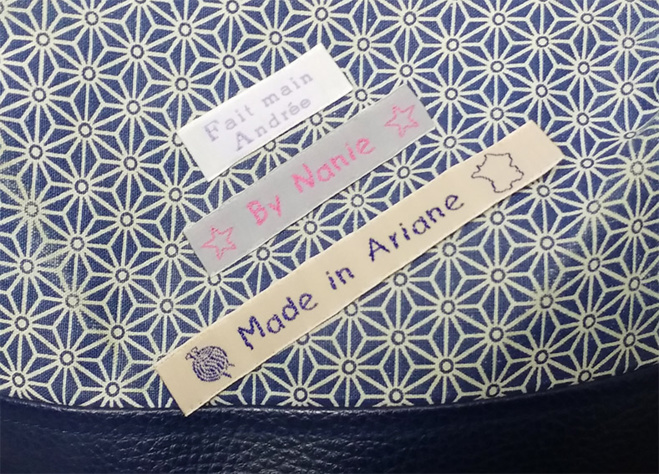 Fait main
Andrée
By Nanie
Made in Ariane